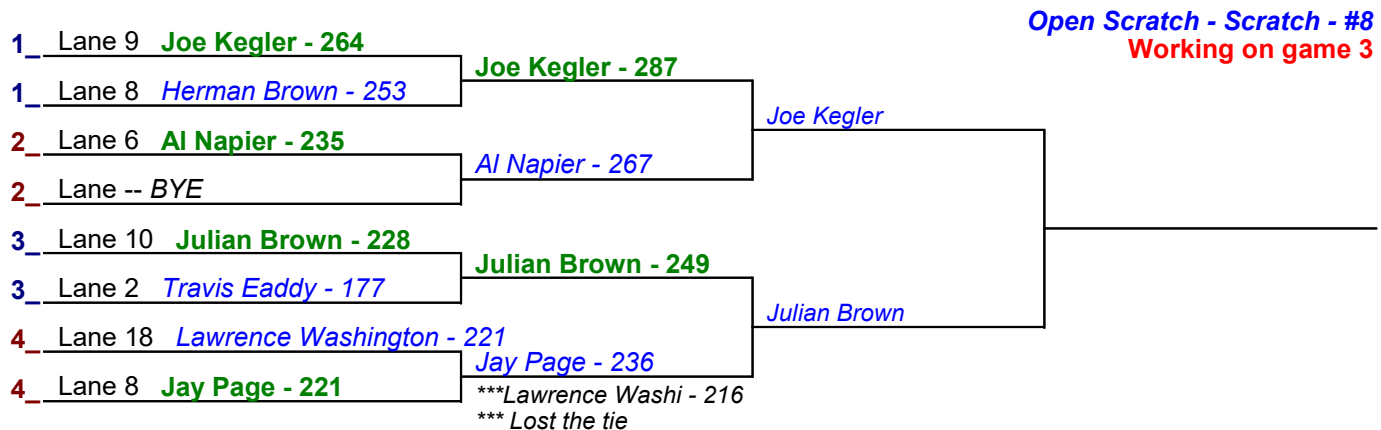 Open Scratch - Scratch - #8
Working on game 3
1_ Lane 9 Joe Kegler - 264
Joe Kegler - 287
1_ Lane 8 Herman Brown - 253
Joe Kegler
2_ Lane 6 Al Napier - 235
Al Napier - 267
2_ Lane -- BYE
3_ Lane 10 Julian Brown - 228
Julian Brown - 249
3_ Lane 2 Travis Eaddy - 177
Julian Brown
4_ Lane 18 Lawrence Washington - 221
Jay Page - 236
4_ Lane 8 Jay Page - 221
***Lawrence Washi - 216
*** Lost the tie